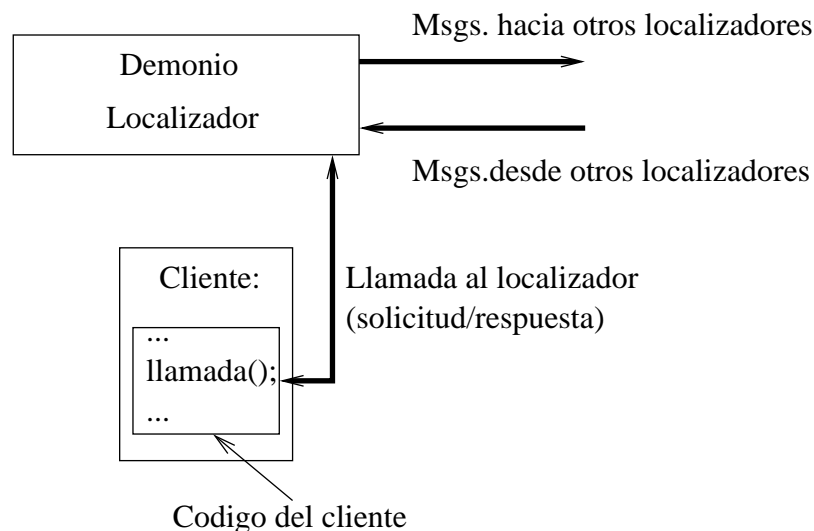 Msgs. hacia otros localizadores
Demonio
Localizador
Msgs.desde otros localizadores
Cliente:
Llamada al localizador
(solicitud/respuesta)
...
llamada();
...
Codigo del cliente